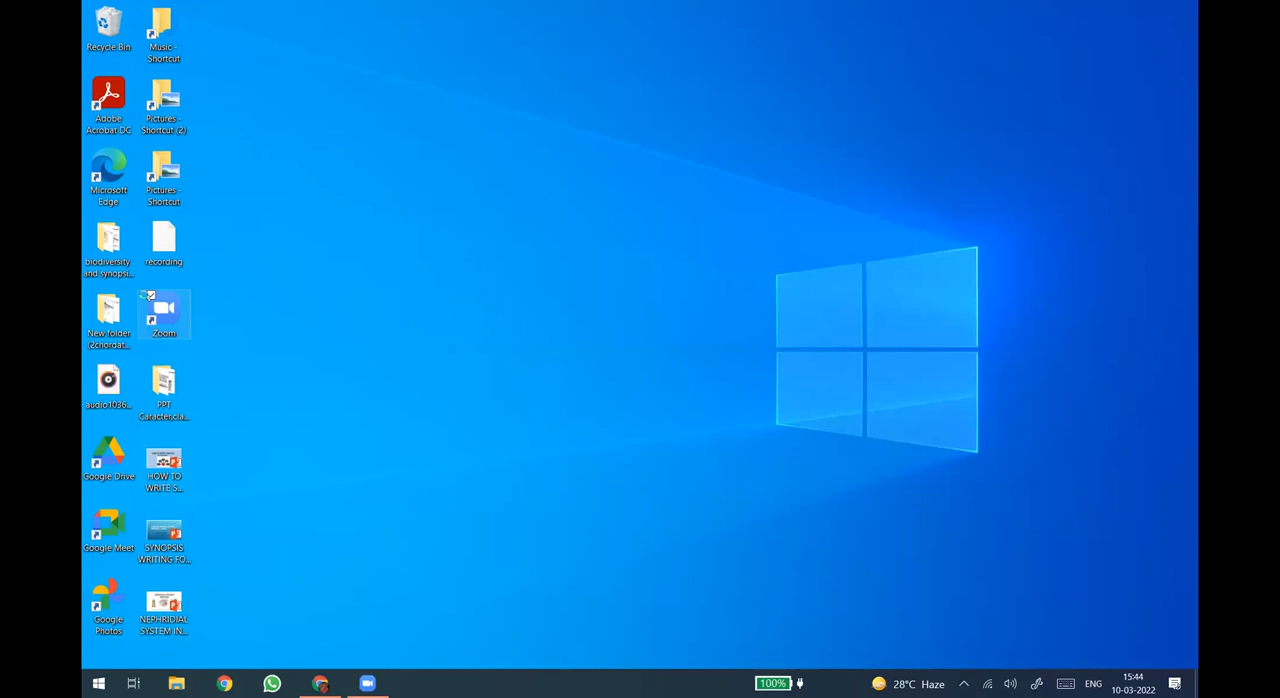 Recycle Bin
Music -
Shortcut
Adobe
Acrobat DC
Pictures -
Shortcut (2)
Microsoft
Edge
Pictures -
Shortcut
biodiversity
and synopsi...
recording
New folder
(2chordat...
Zoom
audio1036...
PPT
Caracter,cla...
Google Drive
HOW TO
WRITE S...
Google Meet
SYNOPSIS
WRITING FO...
Google
Photos
NEPHRIDIAL
SYSTEM IN...
100%
28°C Haze
ENG
15:44
10-03-2022